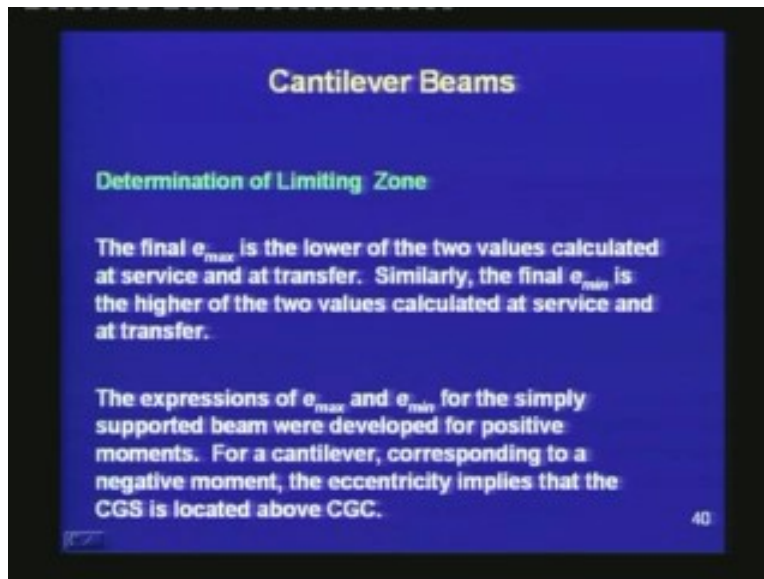 Cantilever Beams
Determination of Limiting Zone
The final emax is the lower of the two values calculated
at service and at transfer. Similarly, the final emin is
the higher of the two values calculated at service and
at transfer.
The expressions of emax and emin for the simply
supported beam were developed for positive
moments. For a cantilever, corresponding to a
negative moment, the eccentricity implies that the
CGS is located above CGC.
40